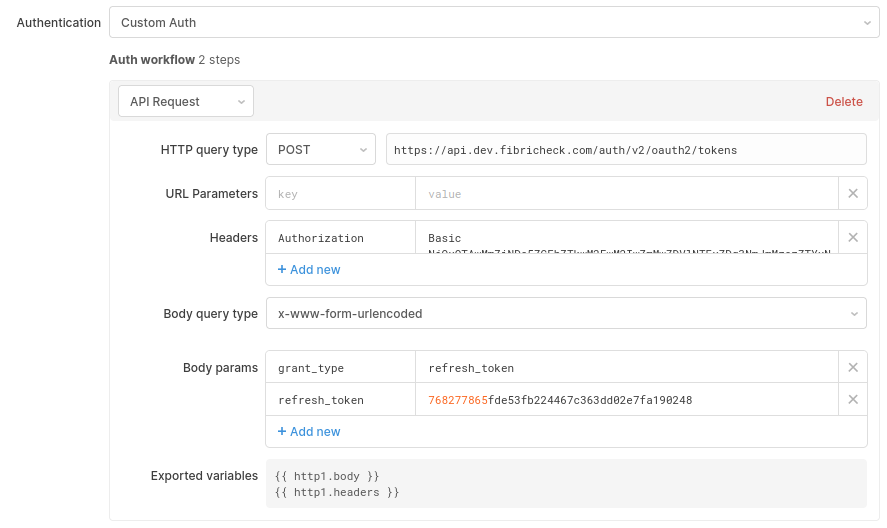 Authentication Custom Auth
Auth workflow 2 steps
API Request Delete
HTTP query type POST https://api.dev.fibricheck.com/auth/v2/oauth2/tokens
URL Parameters key value
Headers Authorization Basic
+ Add new
Body query type x-www-form-urlencoded
Body params grant_type refresh_token
refresh_token 768277865fde53fb224467c363dd02e7fa190248
+ Add new
Exported variables {{ http1.body }}
{{ http1.headers }}